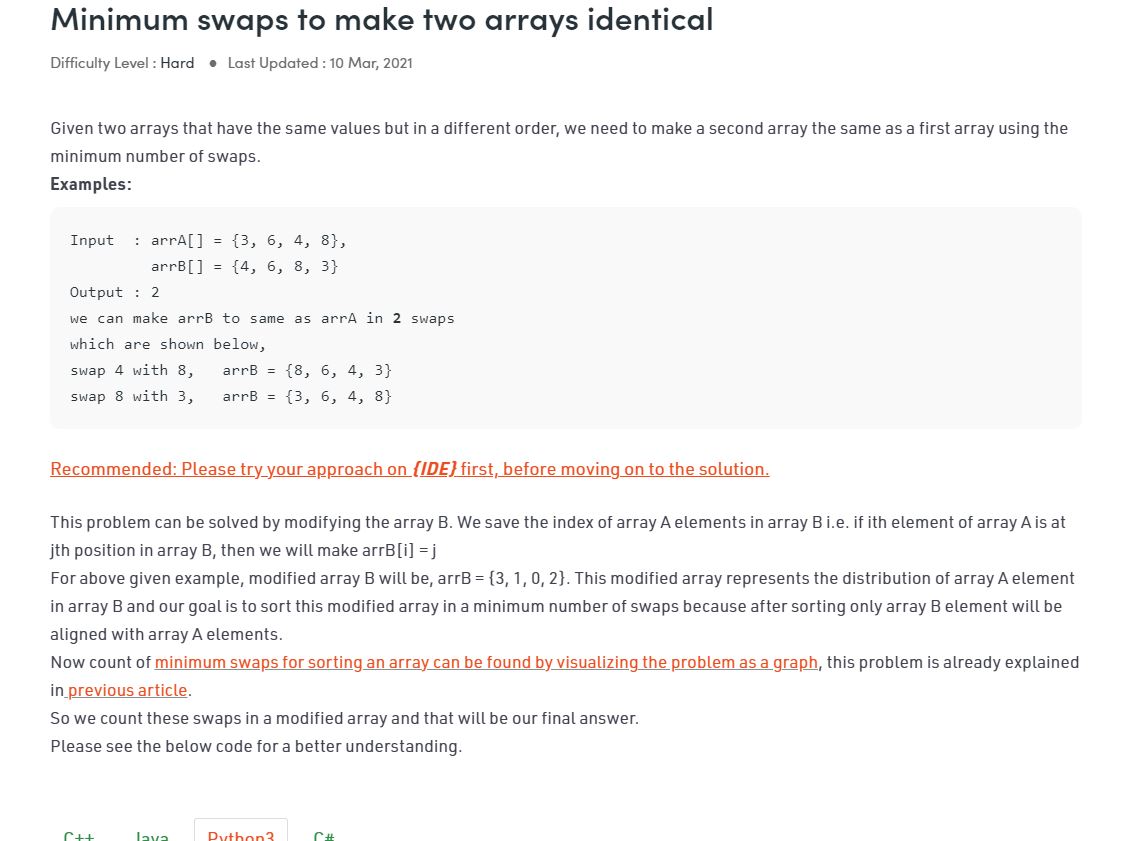 Minimum swaps to make two arrays identical
Difficulty Level : Hard ● Last Updated : 10 Mar, 2021
Given two arrays that have the same values but in a different order, we need to make a second array the same as a first array using the
minimum number of swaps.
Examples:
Input  : arrA[] = {3, 6, 4, 8},
         arrB[] = {4, 6, 8, 3}
Output : 2
we can make arrB to same as arrA in 2 swaps
which are shown below,
swap 4 with 8,   arrB = {8, 6, 4, 3}
swap 8 with 3,   arrB = {3, 6, 4, 8}
Recommended: Please try your approach on {IDE} first, before moving on to the solution.
This problem can be solved by modifying the array B. We save the index of array A elements in array B i.e. if ith element of array A is at
jth position in array B, then we will make arrB[i] = j
For above given example, modified array B will be, arrB = {3, 1, 0, 2}. This modified array represents the distribution of array A element
in array B and our goal is to sort this modified array in a minimum number of swaps because after sorting only array B element will be
aligned with array A elements.
Now count of minimum swaps for sorting an array can be found by visualizing the problem as a graph, this problem is already explained
in previous article.
So we count these swaps in a modified array and that will be our final answer.
Please see the below code for a better understanding.
C++ Java Python3 C#